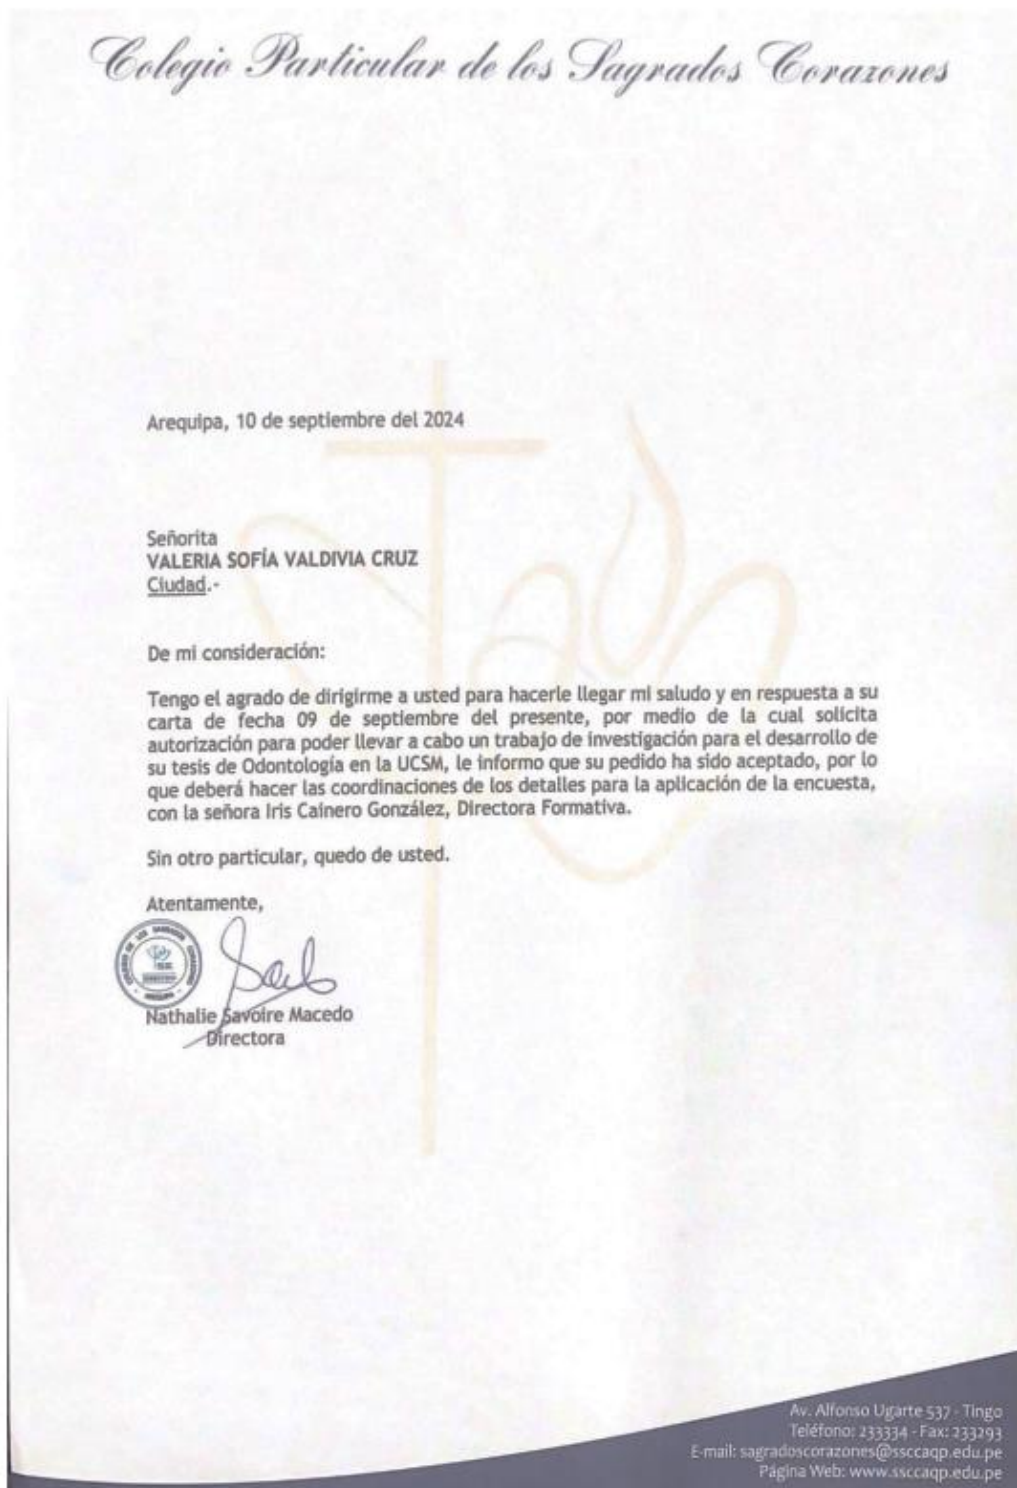 Colegio Particular de los Sagrados Corazones
Arequipa, 10 de septiembre del 2024
Señorita
VALERIA SOFÍA VALDIVIA CRUZ
Ciudad.-
De mi consideración:
Tengo el agrado de dirigirme a usted para hacerle llegar mi saludo y en respuesta a su
carta de fecha 09 de septiembre del presente, por medio de la cual solicita
autorización para poder llevar a cabo un trabajo de investigación para el desarrollo de
su tesis de Odontología en la UCSM, le informo que su pedido ha sido aceptado, por lo
que deberá hacer las coordinaciones de los detalles para la aplicación de la encuesta,
con la señora Iris Cainero González, Directora Formativa.
Sin otro particular, quedo de usted.
Atentamente,
Nathalie Savoire Macedo
Directora
Av. Alfonso Ugarte 537 - Tingo
Teléfono: 233334 - Fax: 233293
E-mail: sagradoscorazones@ssccaqp.edu.pe
Página Web: www.ssccaqp.edu.pe